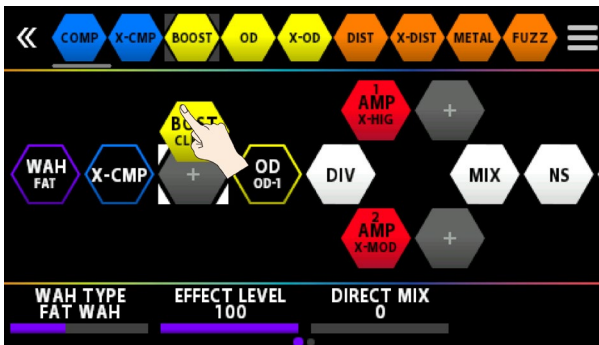 COMP X-CMP BOOST OD X-OD DIST X-DIST METAL FUZZ
1
AMP
X-HIG
+
WAH
FAT
X-CMP
+
OD
OD-1
DIV
MIX
NS
2
AMP
X-MOD
+
WAH TYPE
FAT WAH
EFFECT LEVEL
100
DIRECT MIX
0